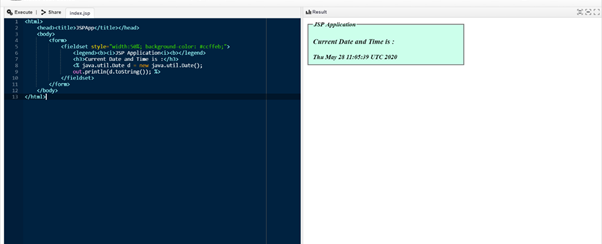 Execute | Share index.jsp
Result
1 <html>
2 <head><title>JSPApp</title></head>
3 <body>
4 <form>
5 <fieldset style="width:50%; background-color: #ccffeb;">
6 <legend><b><i>JSP Application<i><b></legend>
7 <h3>Current Date and Time is :</h3>
8 <% java.util.Date d = new java.util.Date();
9 out.println(d.toString()); %>
10 </fieldset>
11 </form>
12 </body>
13 </html>
JSP Application
Current Date and Time is :
Thu May 28 11:05:39 UTC 2020